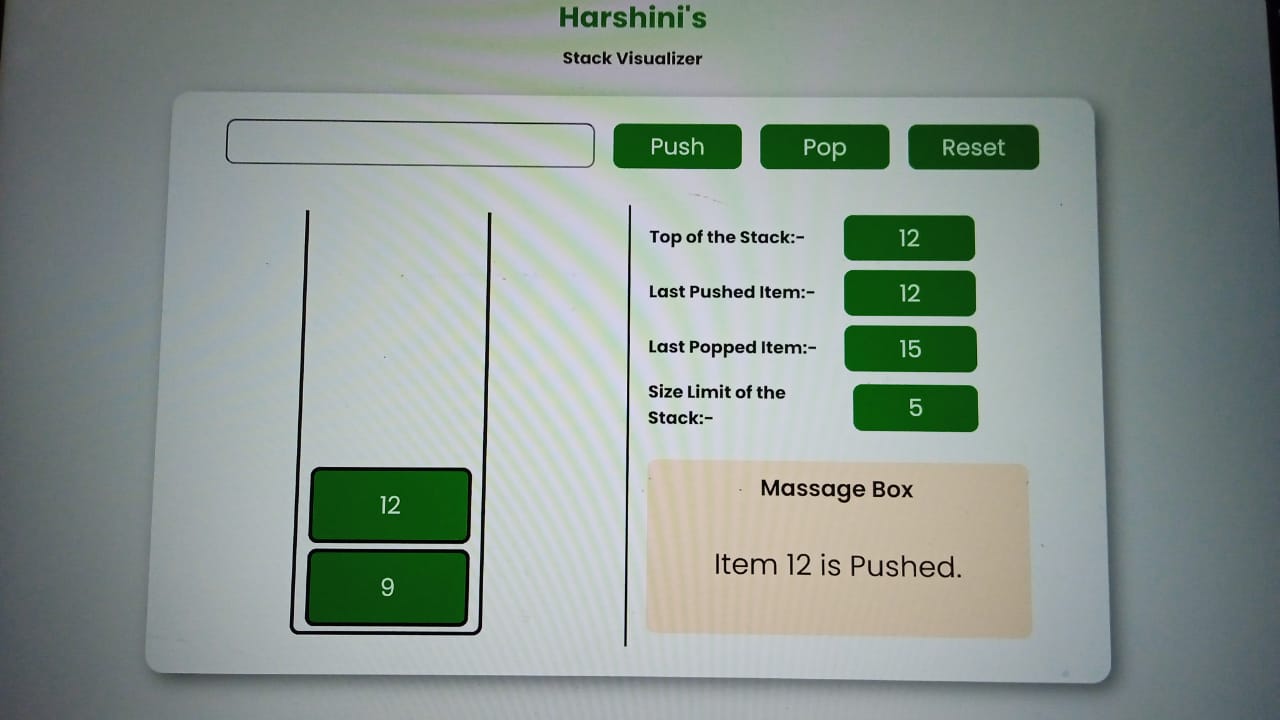 Harshini's
Stack Visualizer
Push Pop Reset
Top of the Stack:- 12
Last Pushed Item:- 12
Last Popped Item:- 15
Size Limit of the
Stack:- 5
12
9
Massage Box
Item 12 is Pushed.